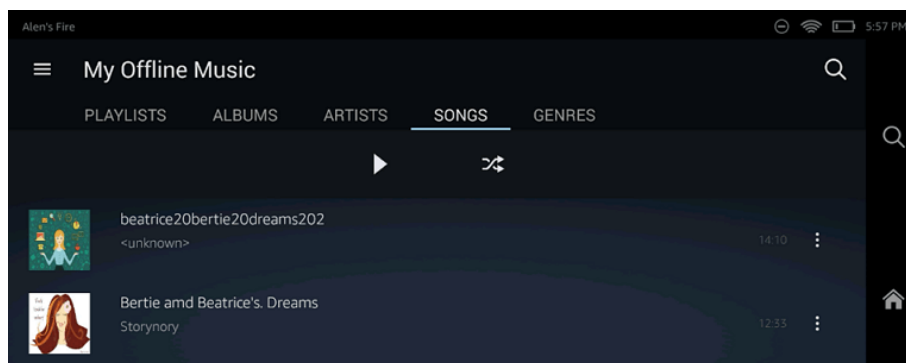 Alen's Fire 5:57 PM
My Offline Music
PLAYLISTS ALBUMS ARTISTS SONGS GENRES
beatrice20bertie20dreams202
<unknown>
14:10
Bertie amd Beatrice's. Dreams
Storynory
12:33